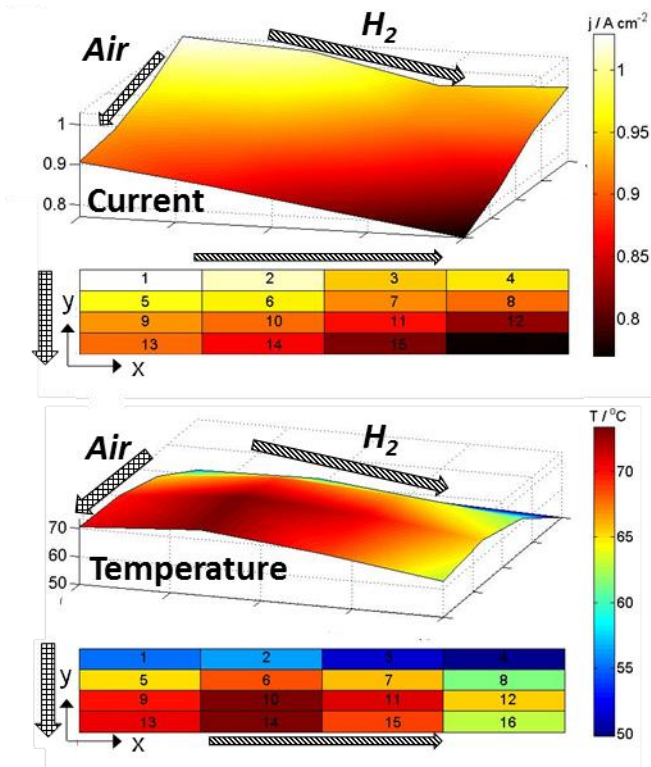 j / A cm⁻²
H₂
Air
1
0.9
0.8
Current
1
0.95
0.9
0.85
0.8
1 2 3 4
5 6 7 8
9 10 11 12
13 14 15
y
x
T / °C
H₂
Air
70
60
50
Temperature
70
65
60
55
50
1 2 3 4
5 6 7 8
9 10 11 12
13 14 15 16
y
x